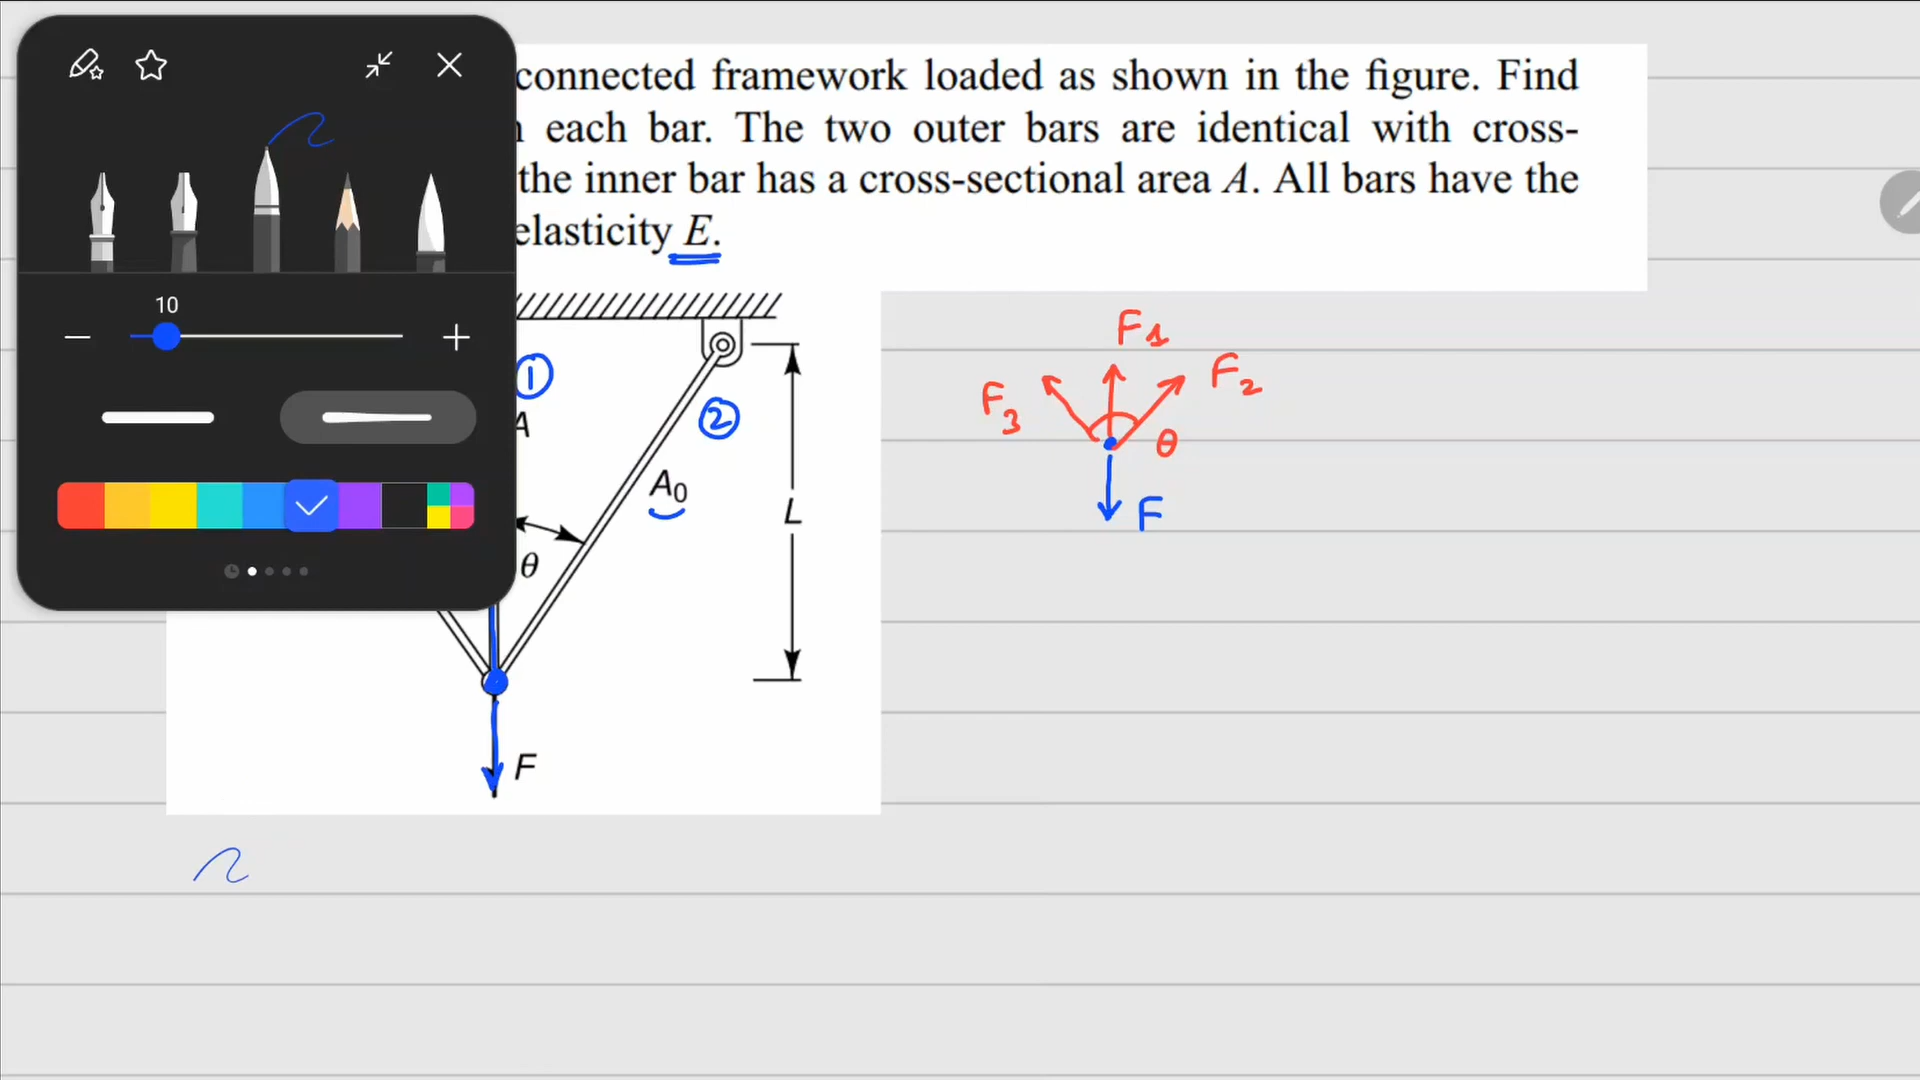 connected framework loaded as shown in the figure. Find
each bar. The two outer bars are identical with cross-
the inner bar has a cross-sectional area A. All bars have the
elasticity E.
10
1
A
2
A0
L
θ
F
F1
F2
F3
θ
F